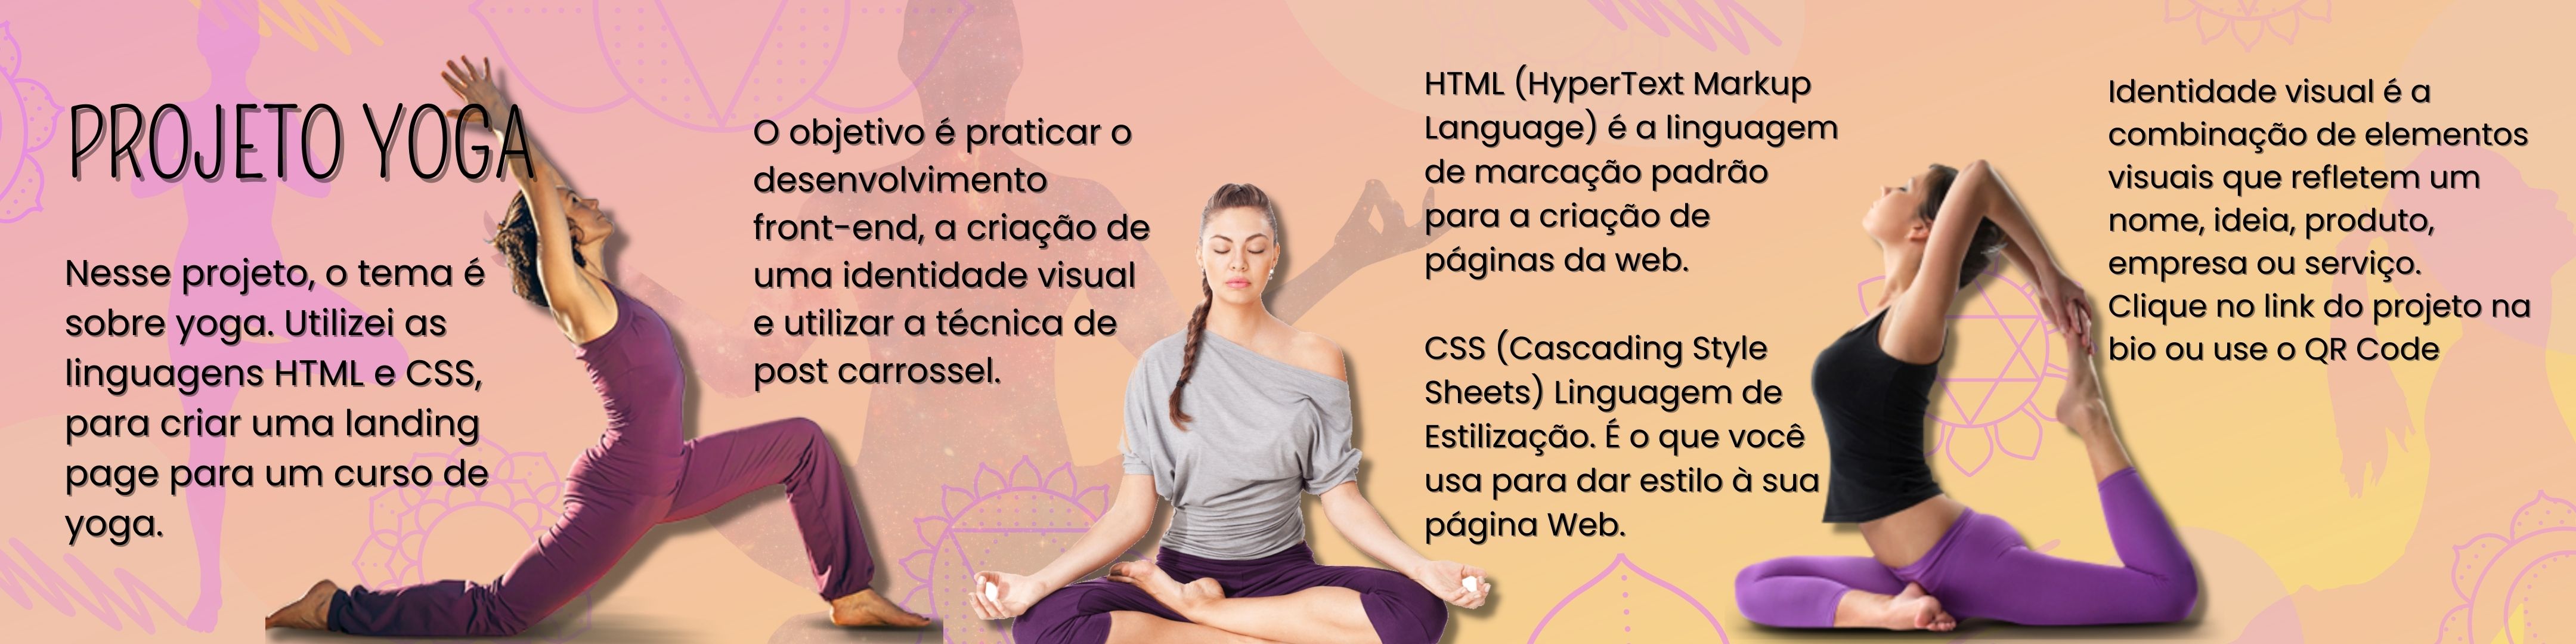 PROJETO YOGA
Nesse projeto, o tema é
sobre yoga. Utilizei as
linguagens HTML e CSS,
para criar uma landing
page para um curso de
yoga.
O objetivo é praticar o
desenvolvimento
front-end, a criação de
uma identidade visual
e utilizar a técnica de
post carrossel.
HTML (HyperText Markup
Language) é a linguagem
de marcação padrão
para a criação de
páginas da web.
CSS (Cascading Style
Sheets) Linguagem de
Estilização. É o que você
usa para dar estilo à sua
página Web.
Identidade visual é a
combinação de elementos
visuais que refletem um
nome, ideia, produto,
empresa ou serviço.
Clique no link do projeto na
bio ou use o QR Code